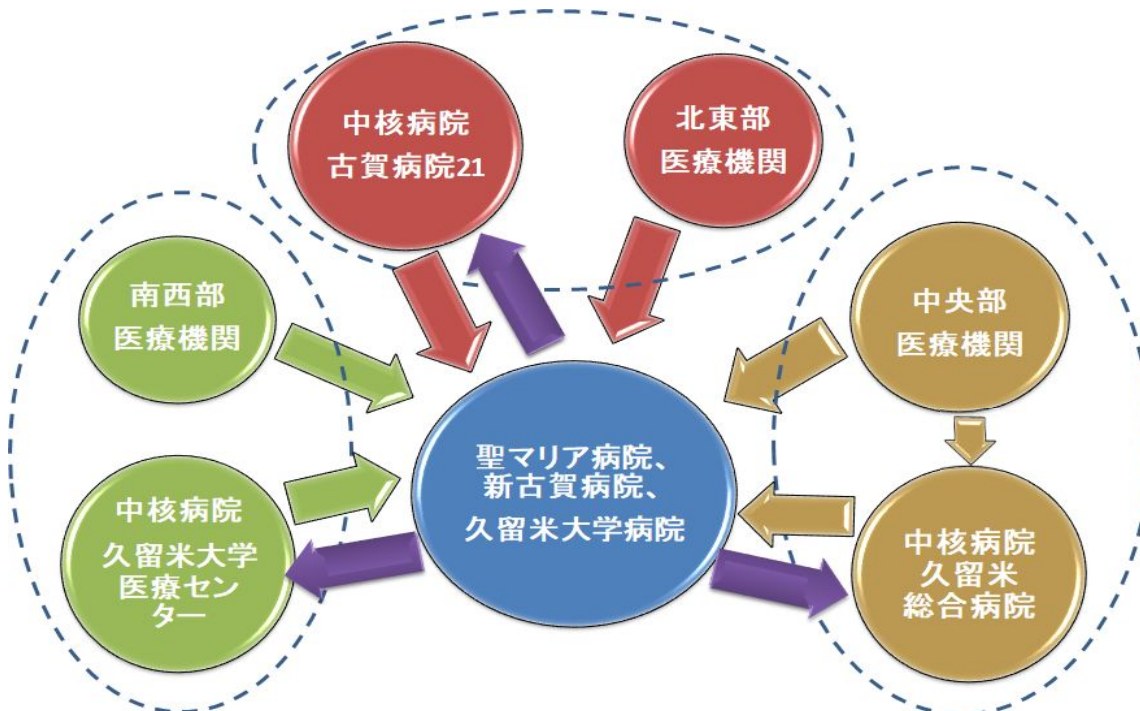 中核病院
古賀病院21
北東部
医療機関
南西部
医療機関
中央部
医療機関
聖マリア病院、
新古賀病院、
久留米大学病院
中核病院
久留米大学
医療セン
ター
中核病院
久留米
総合病院